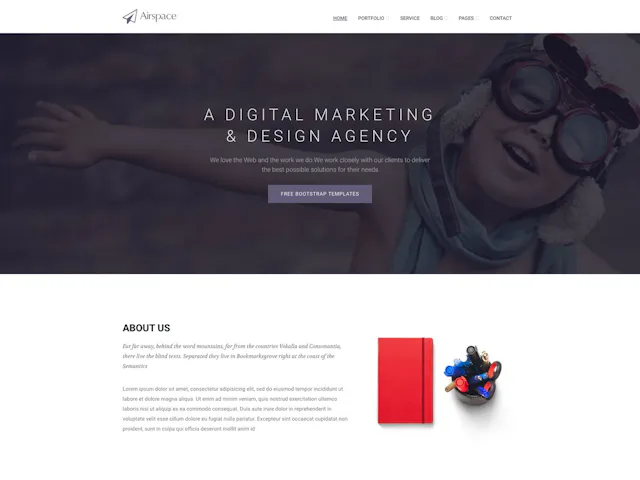 Airspace
HOME PORTFOLIO SERVICE BLOG PAGES CONTACT
A DIGITAL MARKETING
& DESIGN AGENCY
We love the Web and the work we do.We work closely with our clients to deliver
the best possible solutions for their needs
FREE BOOTSTRAP TEMPLATES
ABOUT US
Far far away, behind the word mountains, far from the countries Vokalia and Consonantia,
there live the blind texts. Separated they live in Bookmarksgrove right at the coast of the
Semantics
Lorem ipsum dolor sit amet, consectetur adipisicing elit, sed do eiusmod tempor incididunt ut
labore et dolore magna aliqua. Ut enim ad minim veniam, quis nostrud exercitation ullamco
laboris nisi ut aliquip ex ea commodo consequat. Duis aute irure dolor in reprehenderit in
voluptate velit esse cillum dolore eu fugiat nulla pariatur. Excepteur sint occaecat cupidatat non
proident, sunt in culpa qui officia deserunt mollit anim id